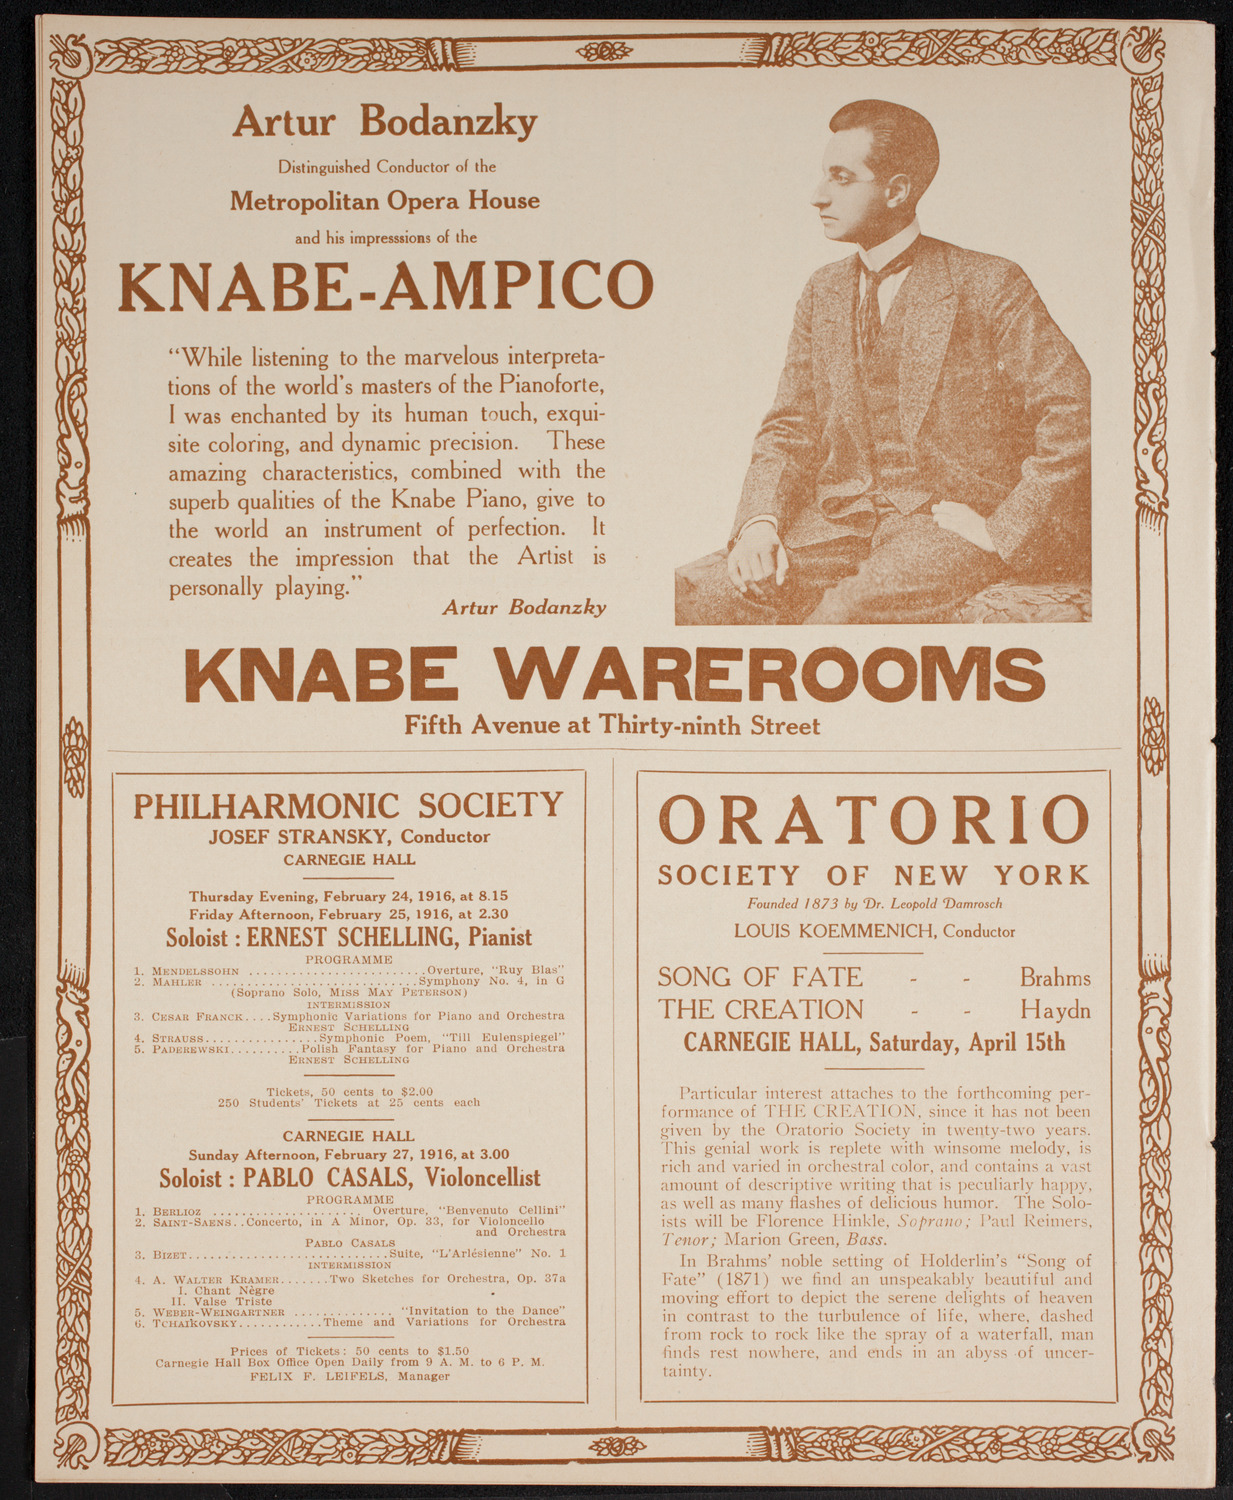 Artur Bodanzky
Distinguished Conductor of the
Metropolitan Opera House
and his impresssions of the
KNABE-AMPICO
“While listening to the marvelous interpreta-
tions of the world's masters of the Pianoforte,
I was enchanted by its human touch, exqui-
site coloring, and dynamic precision. These
amazing characteristics, combined with the
superb qualities of the Knabe Piano, give to
the world an instrument of perfection. It
creates the impression that the Artist is
personally playing.”
Artur Bodanzky
KNABE WAREROOMS
Fifth Avenue at Thirty-ninth Street
PHILHARMONIC SOCIETY
JOSEF STRANSKY, Conductor
CARNEGIE HALL
Thursday Evening, February 24, 1916, at 8.15
Friday Afternoon, February 25, 1916, at 2.30
Soloist : ERNEST SCHELLING, Pianist
PROGRAMME
1. MENDELSSOHN ........................Overture, "Ruy Blas"
2. MAHLER ............................Symphony No. 4, in G
(Soprano Solo, MISS MAY PETERSON)
INTERMISSION
3. CESAR FRANCK....Symphonic Variations for Piano and Orchestra
ERNEST SCHELLING
4. STRAUSS................Symphonic Poem, "Till Eulenspiegel"
5. PADEREWSKI..........Polish Fantasy for Piano and Orchestra
ERNEST SCHELLING
Tickets, 50 cents to $2.00
250 Students' Tickets at 25 cents each
CARNEGIE HALL
Sunday Afternoon, February 27, 1916, at 3.00
Soloist : PABLO CASALS, Violoncellist
PROGRAMME
1. BERLIOZ .................... Overture, "Benvenuto Cellini"
2. SAINT-SAENS..Concerto, in A Minor, Op. 33, for Violoncello
and Orchestra
PABLO CASALS
3. BIZET...........................Suite, "L'Arlésienne" No. 1
INTERMISSION
4. A. WALTER KRAMER.......Two Sketches for Orchestra, Op. 37a
I. Chant Nègre
II. Valse Triste
5. WEBER-WEINGARTNER .............. "Invitation to the Dance"
6. TCHAIKOVSKY............Theme and Variations for Orchestra
Prices of Tickets: 50 cents to $1.50
Carnegie Hall Box Office Open Daily from 9 A. M. to 6 P. M.
FELIX F. LEIFELS, Manager
ORATORIO
SOCIETY OF NEW YORK
Founded 1873 by Dr. Leopold Damrosch
LOUIS KOEMMENICH, Conductor
SONG OF FATE - - Brahms
THE CREATION - - Haydn
CARNEGIE HALL, Saturday, April 15th
Particular interest attaches to the forthcoming per-
formance of THE CREATION, since it has not been
given by the Oratorio Society in twenty-two years.
This genial work is replete with winsome melody, is
rich and varied in orchestral color, and contains a vast
amount of descriptive writing that is peculiarly happy,
as well as many flashes of delicious humor. The Solo-
ists will be Florence Hinkle, Soprano; Paul Reimers,
Tenor; Marion Green, Bass.
In Brahms' noble setting of Holderlin's "Song of
Fate" (1871) we find an unspeakably beautiful and
moving effort to depict the serene delights of heaven
in contrast to the turbulence of life, where, dashed
from rock to rock like the spray of a waterfall, man
finds rest nowhere, and ends in an abyss of uncer-
tainty.